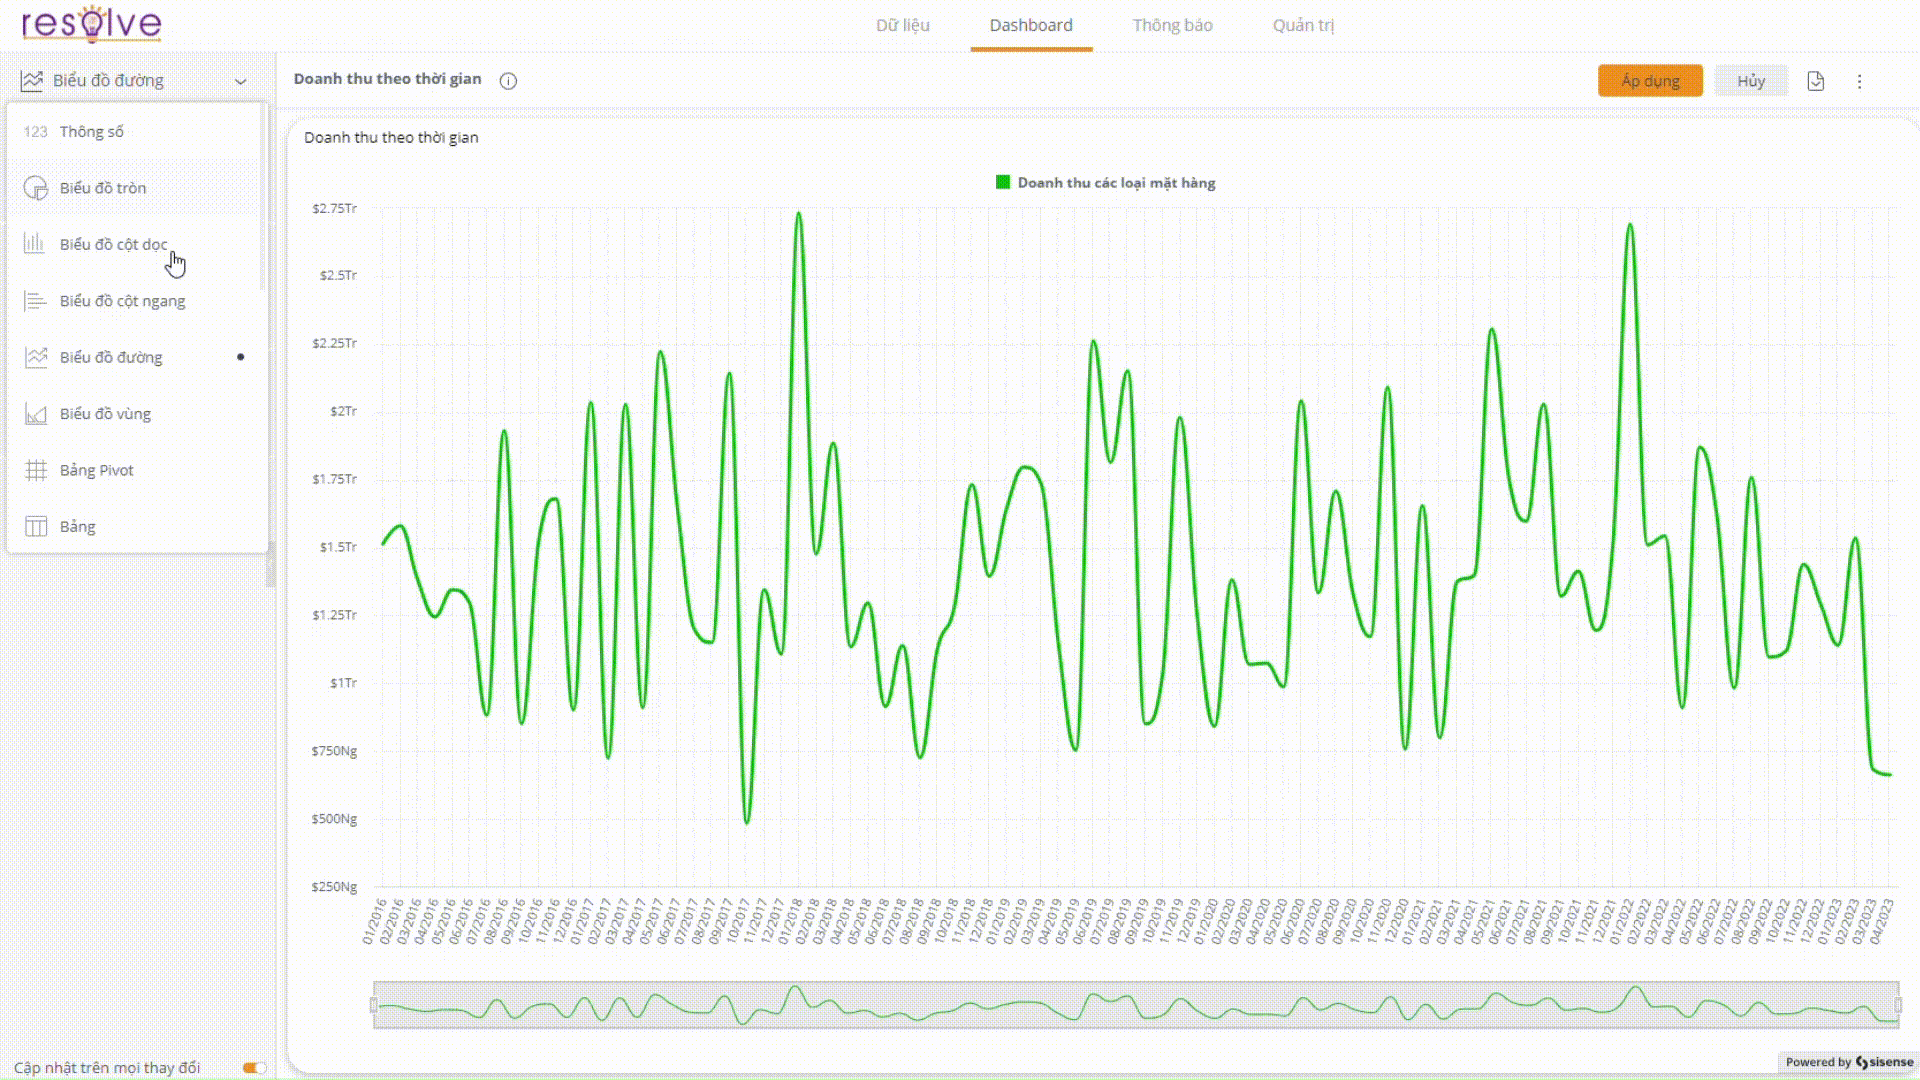 resolve
Dữ liệu
Dashboard
Thông báo
Quản trị
Biểu đồ đường
Doanh thu theo thời gian
Áp dụng
Hủy
123 Thông số
Biểu đồ tròn
Biểu đồ cột dọc
Biểu đồ cột ngang
Biểu đồ đường
Biểu đồ vùng
Bảng Pivot
Bảng
Doanh thu theo thời gian
Doanh thu các loại mặt hàng
$2.75Tr
$2.5Tr
$2.25Tr
$2Tr
$1.75Tr
$1.5Tr
$1.25Tr
$1Tr
$750Ng
$500Ng
$250Ng
01/2016
02/2016
03/2016
04/2016
05/2016
06/2016
07/2016
08/2016
09/2016
10/2016
11/2016
12/2016
01/2017
02/2017
03/2017
04/2017
05/2017
06/2017
07/2017
08/2017
09/2017
10/2017
11/2017
12/2017
01/2018
02/2018
03/2018
04/2018
05/2018
06/2018
07/2018
08/2018
09/2018
10/2018
11/2018
12/2018
01/2019
02/2019
03/2019
04/2019
05/2019
06/2019
07/2019
08/2019
09/2019
10/2019
11/2019
12/2019
01/2020
02/2020
03/2020
04/2020
05/2020
06/2020
07/2020
08/2020
09/2020
10/2020
11/2020
12/2020
01/2021
02/2021
03/2021
04/2021
05/2021
06/2021
07/2021
08/2021
09/2021
10/2021
11/2021
12/2021
01/2022
02/2022
03/2022
04/2022
05/2022
06/2022
07/2022
08/2022
09/2022
10/2022
11/2022
12/2022
01/2023
02/2023
03/2023
04/2023
Cập nhật trên mọi thay đổi
Powered by sisense